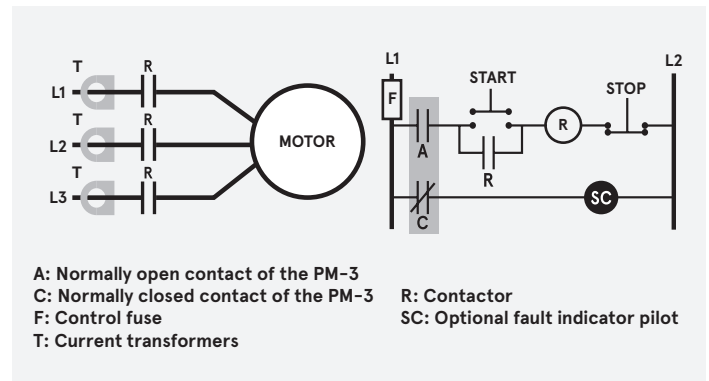 T R
L1
T R
L2
MOTOR
T R
L3
L1 L2
START
STOP
F
R
A
R
SC
C
A: Normally open contact of the PM-3
C: Normally closed contact of the PM-3
F: Control fuse
T: Current transformers
R: Contactor
SC: Optional fault indicator pilot